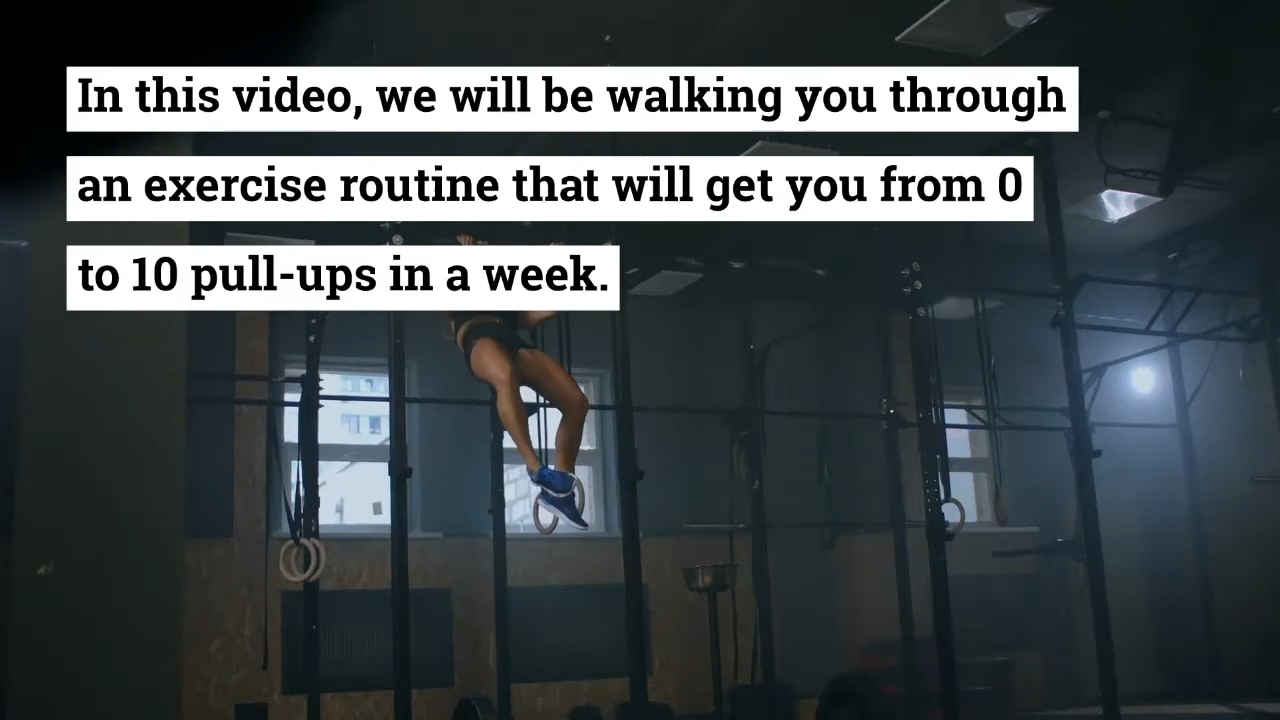 In this video, we will be walking you through
an exercise routine that will get you from 0
to 10 pull-ups in a week.